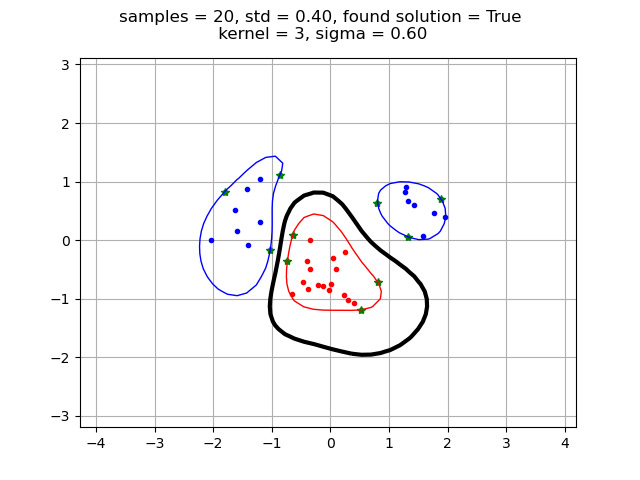 samples = 20, std = 0.40, found solution = True
kernel = 3, sigma = 0.60
3
2
1
0
−1
−2
−3
−4 −3 −2 −1 0 1 2 3 4